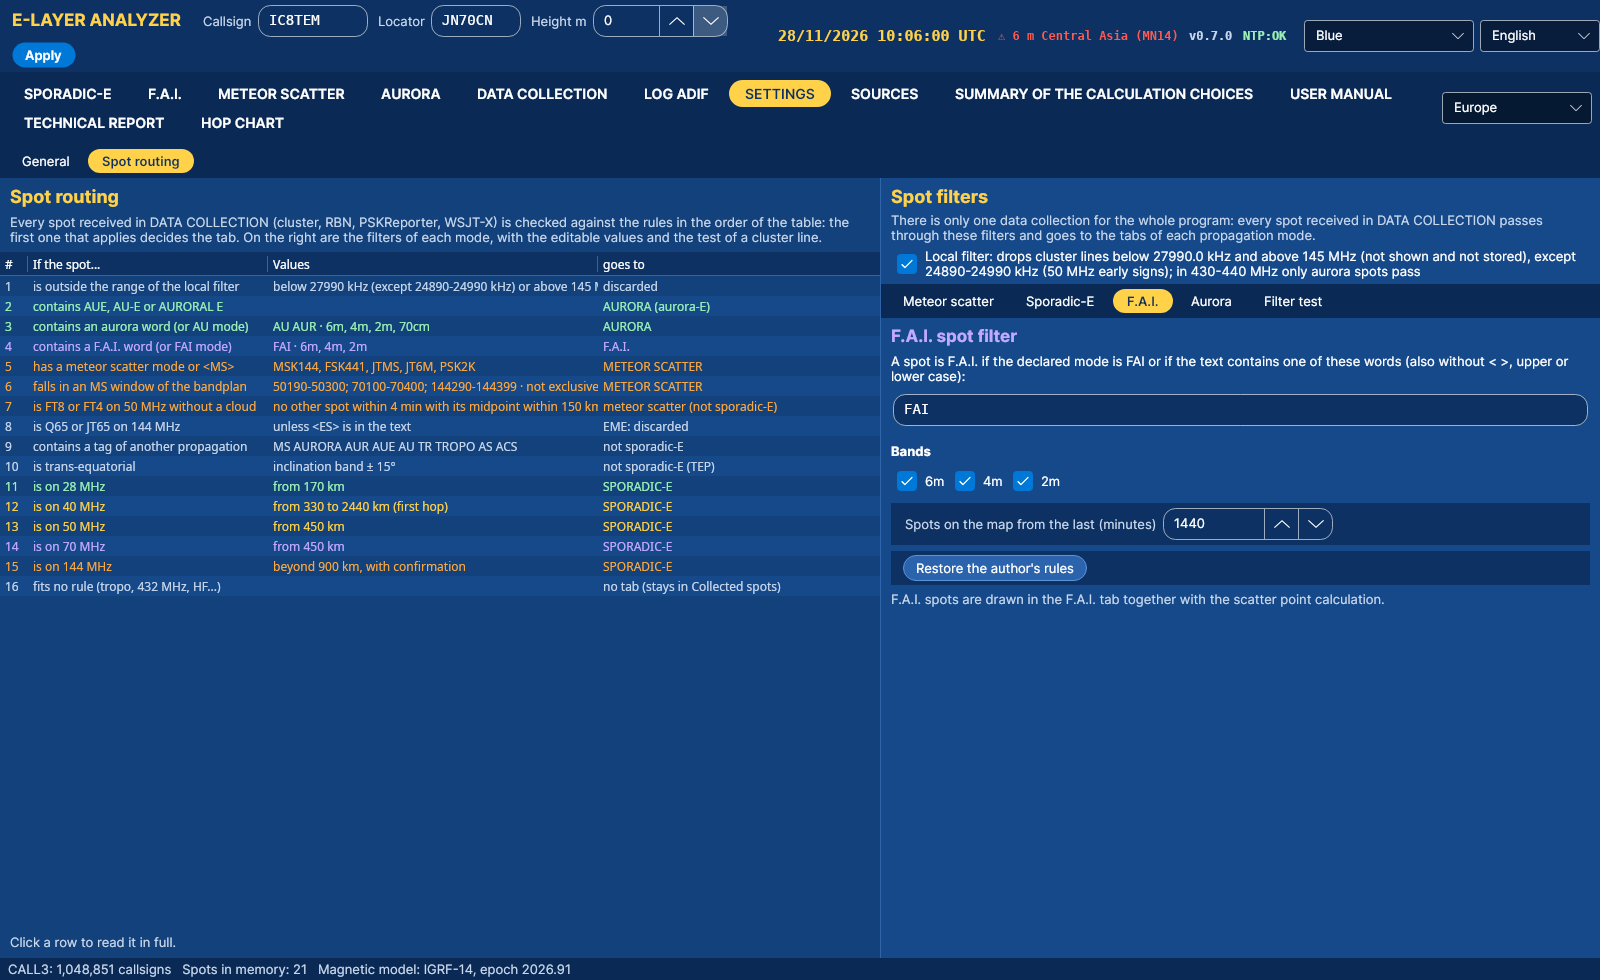 E-LAYER ANALYZER Callsign IC8TEM Locator JN70CN Height m 0
28/11/2026 10:06:00 UTC ⚠ 6 m Central Asia (MN14) v0.7.0 NTP:OK Blue English
Apply
SPORADIC-E F.A.I. METEOR SCATTER AURORA DATA COLLECTION LOG ADIF SETTINGS SOURCES SUMMARY OF THE CALCULATION CHOICES USER MANUAL
TECHNICAL REPORT HOP CHART
Europe
General Spot routing
Spot routing
Every spot received in DATA COLLECTION (cluster, RBN, PSKReporter, WSJT-X) is checked against the rules in the order of the table: the
first one that applies decides the tab. On the right are the filters of each mode, with the editable values and the test of a cluster line.
# If the spot... Values goes to
1 is outside the range of the local filter below 27990 kHz (except 24890-24990 kHz) or above 145 discarded
2 contains AUE, AU-E or AURORAL E AURORA (aurora-E)
3 contains an aurora word (or AU mode) AU AUR · 6m, 4m, 2m, 70cm AURORA
4 contains a F.A.I. word (or FAI mode) FAI · 6m, 4m, 2m F.A.I.
5 has a meteor scatter mode or <MS> MSK144, FSK441, JTMS, JT6M, PSK2K METEOR SCATTER
6 falls in an MS window of the bandplan 50190-50300; 70100-70400; 144290-144399 · not exclusive METEOR SCATTER
7 is FT8 or FT4 on 50 MHz without a cloud no other spot within 4 min with its midpoint within 150 km meteor scatter (not sporadic-E)
8 is Q65 or JT65 on 144 MHz unless <ES> is in the text EME: discarded
9 contains a tag of another propagation MS AURORA AUR AUE AU TR TROPO AS ACS not sporadic-E
10 is trans-equatorial inclination band ± 15° not sporadic-E (TEP)
11 is on 28 MHz from 170 km SPORADIC-E
12 is on 40 MHz from 330 to 2440 km (first hop) SPORADIC-E
13 is on 50 MHz from 450 km SPORADIC-E
14 is on 70 MHz from 450 km SPORADIC-E
15 is on 144 MHz beyond 900 km, with confirmation SPORADIC-E
16 fits no rule (tropo, 432 MHz, HF...) no tab (stays in Collected spots)
Click a row to read it in full.
Spot filters
There is only one data collection for the whole program: every spot received in DATA COLLECTION passes
through these filters and goes to the tabs of each propagation mode.
Local filter: drops cluster lines below 27990.0 kHz and above 145 MHz (not shown and not stored), except
24890-24990 kHz (50 MHz early signs); in 430-440 MHz only aurora spots pass
Meteor scatter Sporadic-E F.A.I. Aurora Filter test
F.A.I. spot filter
A spot is F.A.I. if the declared mode is FAI or if the text contains one of these words (also without < >, upper or
lower case):
FAI
Bands
6m 4m 2m
Spots on the map from the last (minutes) 1440
Restore the author's rules
F.A.I. spots are drawn in the F.A.I. tab together with the scatter point calculation.
CALL3: 1,048,851 callsigns Spots in memory: 21 Magnetic model: IGRF-14, epoch 2026.91